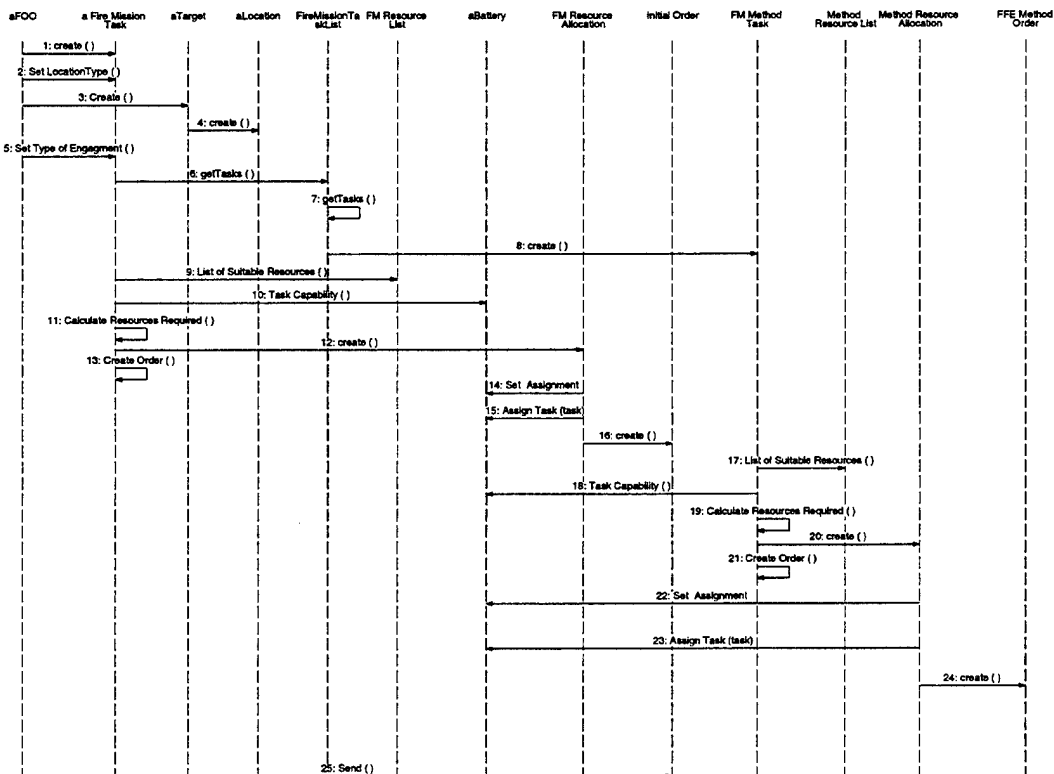 aFOO
a Fire Mission
Task
aTarget
aLocation
FireMissionTa
skList
FM Resource
List
aBattery
FM Resource
Allocation
Initial Order
FM Method
Task
Method
Resource List
Method Resource
Allocation
FFE Method
Order
1: create ( )
2: Set LocationType ( )
3: Create ( )
4: create ( )
5: Set Type of Engagment ( )
6: getTasks ( )
7: getTasks ( )
8: create ( )
9: List of Suitable Resources ( )
10: Task Capability ( )
11: Calculate Resources Required ( )
12: create ( )
13: Create Order ( )
14: Set Assignment
15: Assign Task (task)
16: create ( )
17: List of Suitable Resources ( )
18: Task Capability ( )
19: Calculate Resources Required ( )
20: create ( )
21: Create Order ( )
22: Set Assignment
23: Assign Task (task)
24: create ( )
25: Send ( )